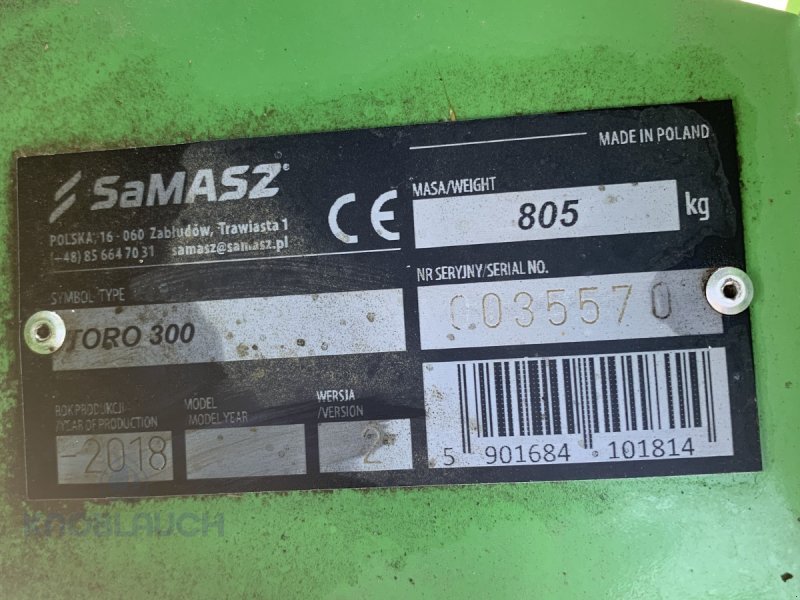 MADE IN POLAND
SaMASZ®
POLSKA, 16 - 060 Zabłudów, Trawiasta 1
(+48) 85 664 70 31 samasz@samasz.pl
CE
MASA/WEIGHT
805 kg
NR SERYJNY/SERIAL NO.
0035570
SYMBOL TYPE
TORO 300
ROK PRODUKCJI
/YEAR OF PRODUCTION
-2018
MODEL
/MODEL YEAR
WERSJA
/VERSION
2
5 901684 101814
KNOBLAUCH